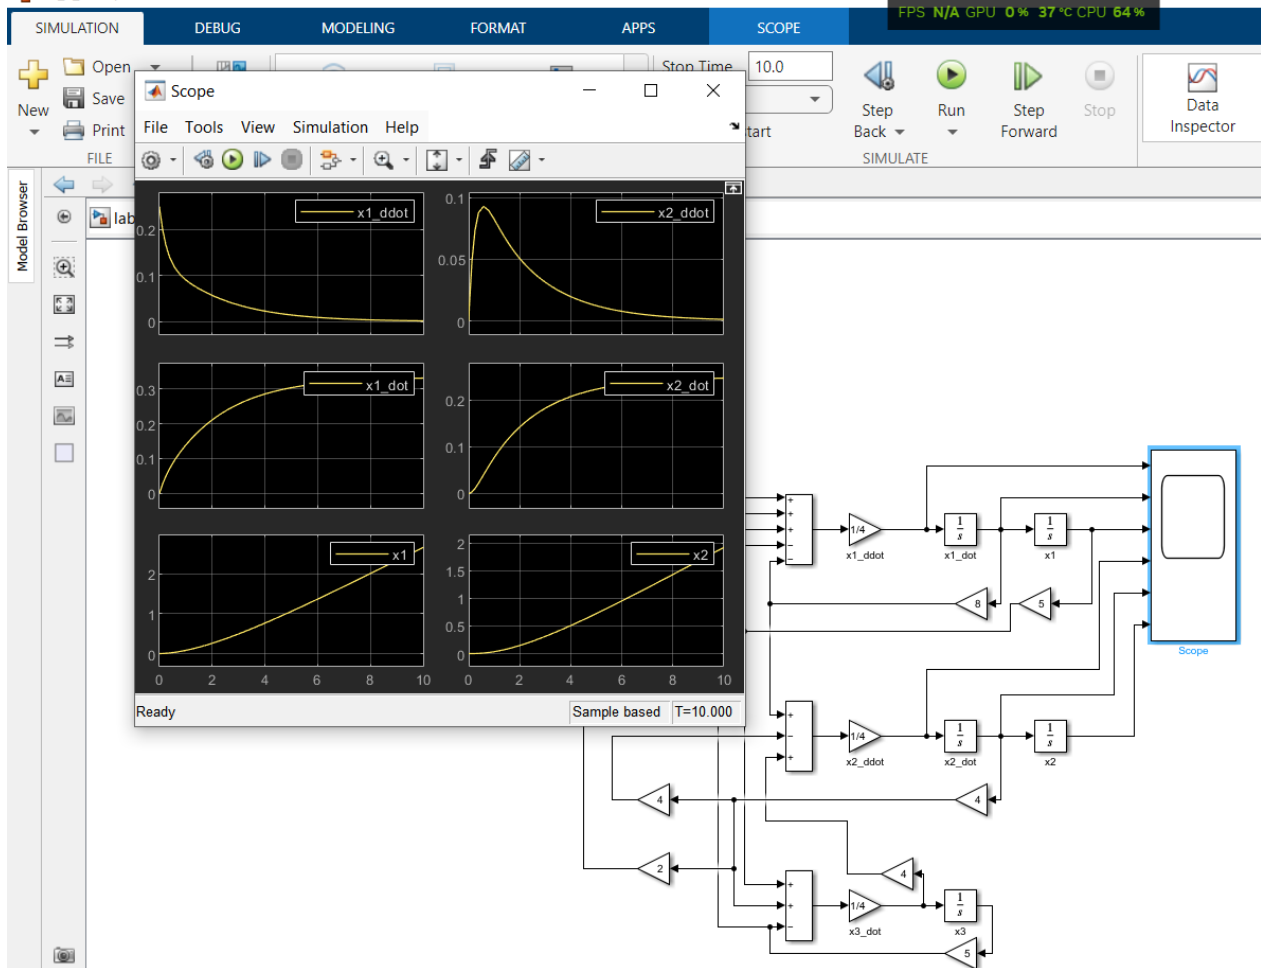 FPS N/A GPU 0 % 37 °C CPU 64 %
SIMULATION DEBUG MODELING FORMAT APPS SCOPE
New
Open
Save
Print
FILE
Stop Time 10.0
Step Back
Run
Step Forward
Stop
SIMULATE
Data Inspector
Model Browser
Scope
File Tools View Simulation Help
x1_ddot
0.2
0.1
0
x2_ddot
0.1
0.05
0
x1_dot
0.3
0.2
0.1
0
x2_dot
0.2
0.1
0
x1
2
1
0
0 2 4 6 8 10
x2
2
1.5
1
0.5
0
0 2 4 6 8 10
Ready
Sample based T=10.000
+
+
+
−
−
1/4
x1_ddot
1
s
x1_dot
1
s
x1
8
5
Scope
+
−
+
1/4
x2_ddot
1
s
x2_dot
1
s
x2
4
4
2
4
+
+
−
1/4
x3_dot
1
s
x3
5